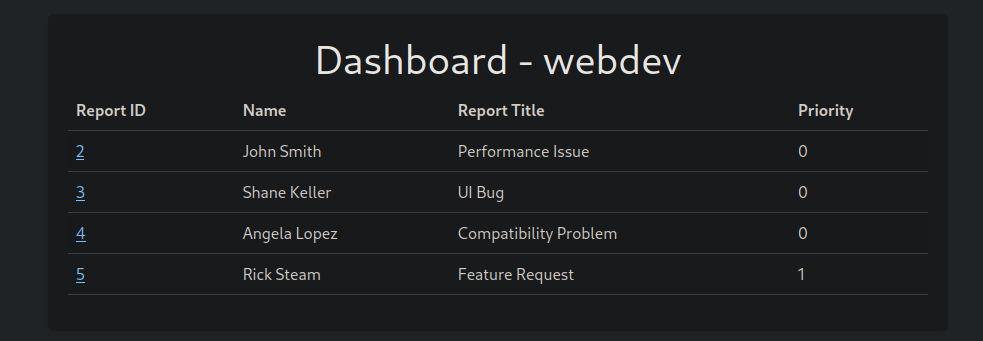 Dashboard - webdev
Report ID Name Report Title Priority
2 John Smith Performance Issue 0
3 Shane Keller UI Bug 0
4 Angela Lopez Compatibility Problem 0
5 Rick Steam Feature Request 1